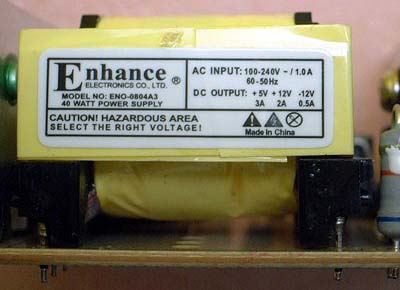 Enhance ®
ELECTRONICS CO., LTD.
MODEL NO: ENO-0804A3
40 WATT POWER SUPPLY
AC INPUT: 100-240V ~ / 1.0A
60-50Hz
DC OUTPUT: +5V +12V -12V
3A 2A 0.5A
CAUTION! HAZARDOUS AREA
SELECT THE RIGHT VOLTAGE!
Made In China